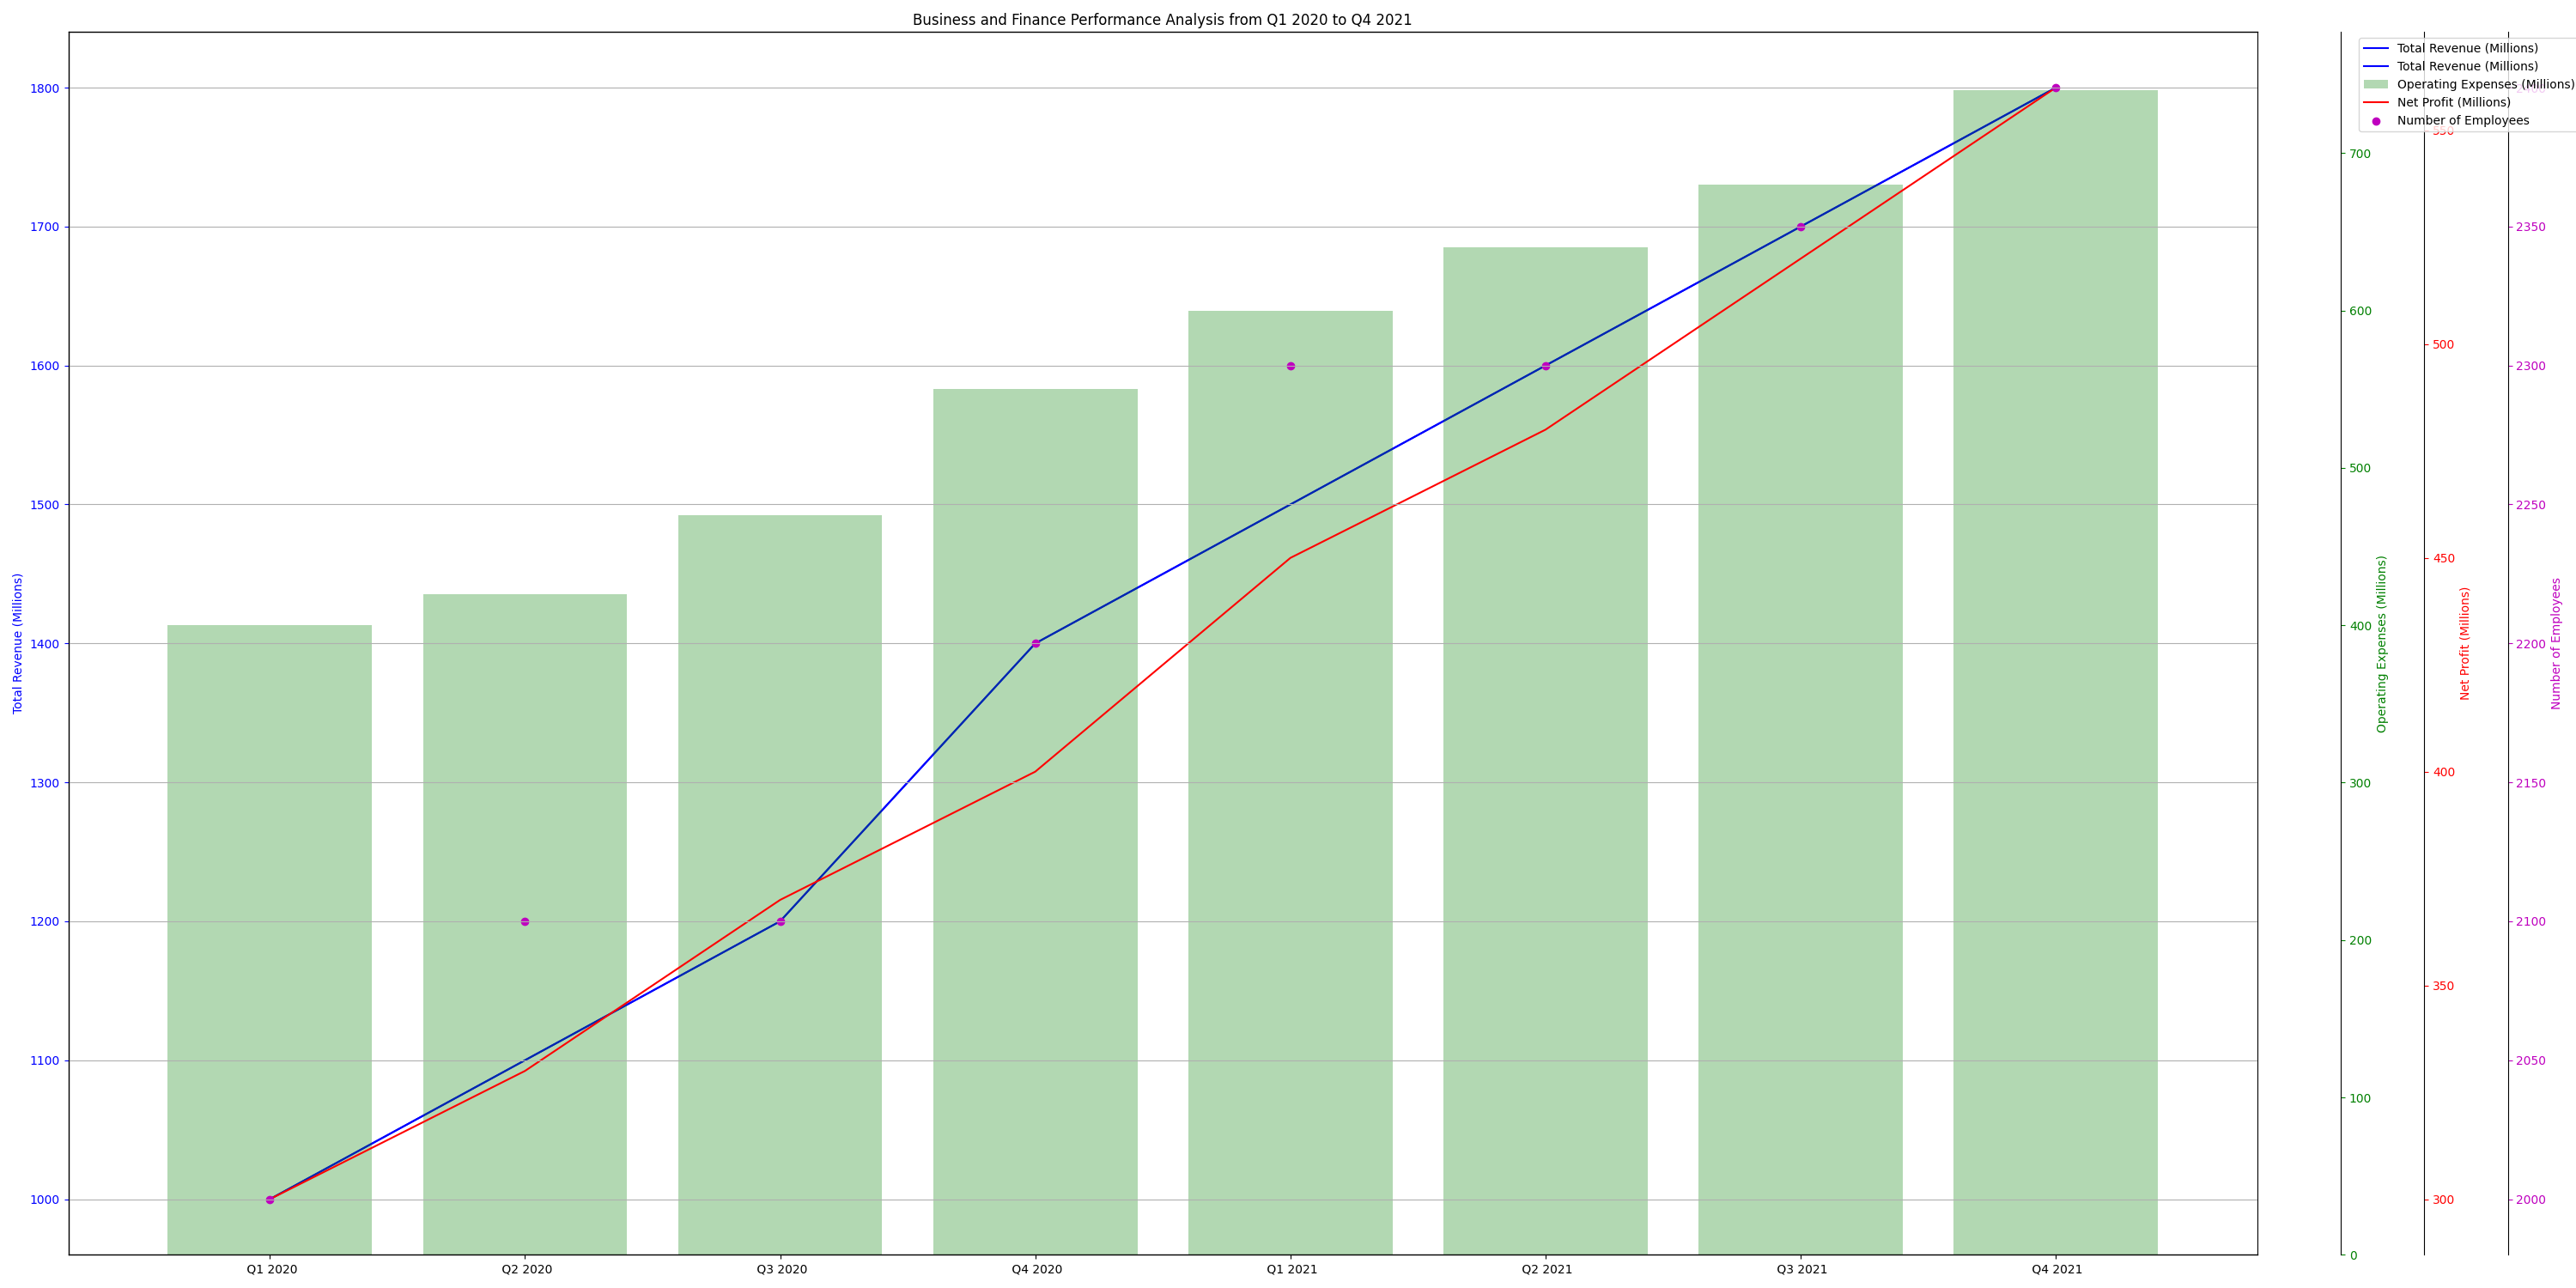 Business and Finance Performance Analysis from Q1 2020 to Q4 2021
Total Revenue (Millions)
1800
1700
1600
1500
1400
1300
1200
1100
1000
Q1 2020
Q2 2020
Q3 2020
Q4 2020
Q1 2021
Q2 2021
Q3 2021
Q4 2021
700
600
500
400
300
200
100
0
Operating Expenses (Millions)
550
500
450
400
350
300
Net Profit (Millions)
2350
2300
2250
2200
2150
2100
2050
2000
Number of Employees
Total Revenue (Millions)
Total Revenue (Millions)
Operating Expenses (Millions)
Net Profit (Millions)
Number of Employees